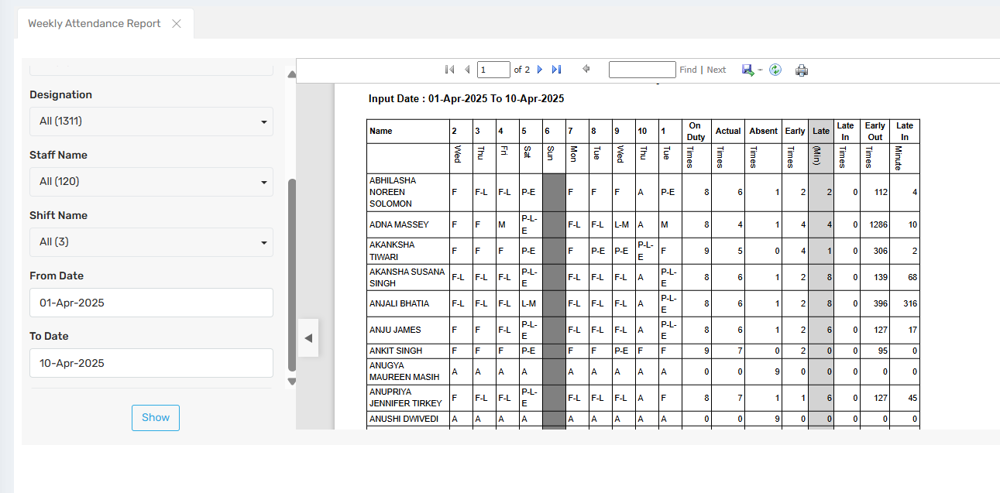 Weekly Attendance Report
Designation
All (1311)
Staff Name
All (120)
Shift Name
All (3)
From Date
01-Apr-2025
To Date
10-Apr-2025
Show
1 of 2 Find | Next
Input Date : 01-Apr-2025 To 10-Apr-2025
Name 2 3 4 5 6 7 8 9 10 1 On Duty Actual Absent Early Late Late In Early Out Late In
Wed Thu Fri Sat Sun Mon Tue Wed Thu Tue Times Times Times Times (Min) Times Times Minute
ABHILASHA NOREEN SOLOMON F F-L F-L P-E F F F A P-E 8 6 1 2 2 0 112 4
ADNA MASSEY F F M P-L-E F-L F-L L-M A M 8 4 1 4 4 0 1286 10
AKANKSHA TIWARI F F F P-E F P-E P-E P-L-E F 9 5 0 4 1 0 306 2
AKANSHA SUSANA SINGH F-L F-L F-L P-L-E F-L F-L F-L A P-L-E 8 6 1 2 8 0 139 68
ANJALI BHATIA F-L F-L F-L L-M F-L F-L F-L A P-L-E 8 6 1 2 8 0 396 316
ANJU JAMES F F F-L P-L-E F-L F-L F-L A P-L-E 8 6 1 2 6 0 127 17
ANKIT SINGH F F F P-E F F P-E F F 9 7 0 2 0 0 95 0
ANUGYA MAUREEN MASIH A A A A A A A A A 0 0 9 0 0 0 0 0
ANUPRIYA JENNIFER TIRKEY F F-L F-L P-L-E F-L F-L F-L A F 8 7 1 1 6 0 127 45
ANUSHI DWIVEDI A A A A A A A A A 0 0 9 0 0 0 0 0